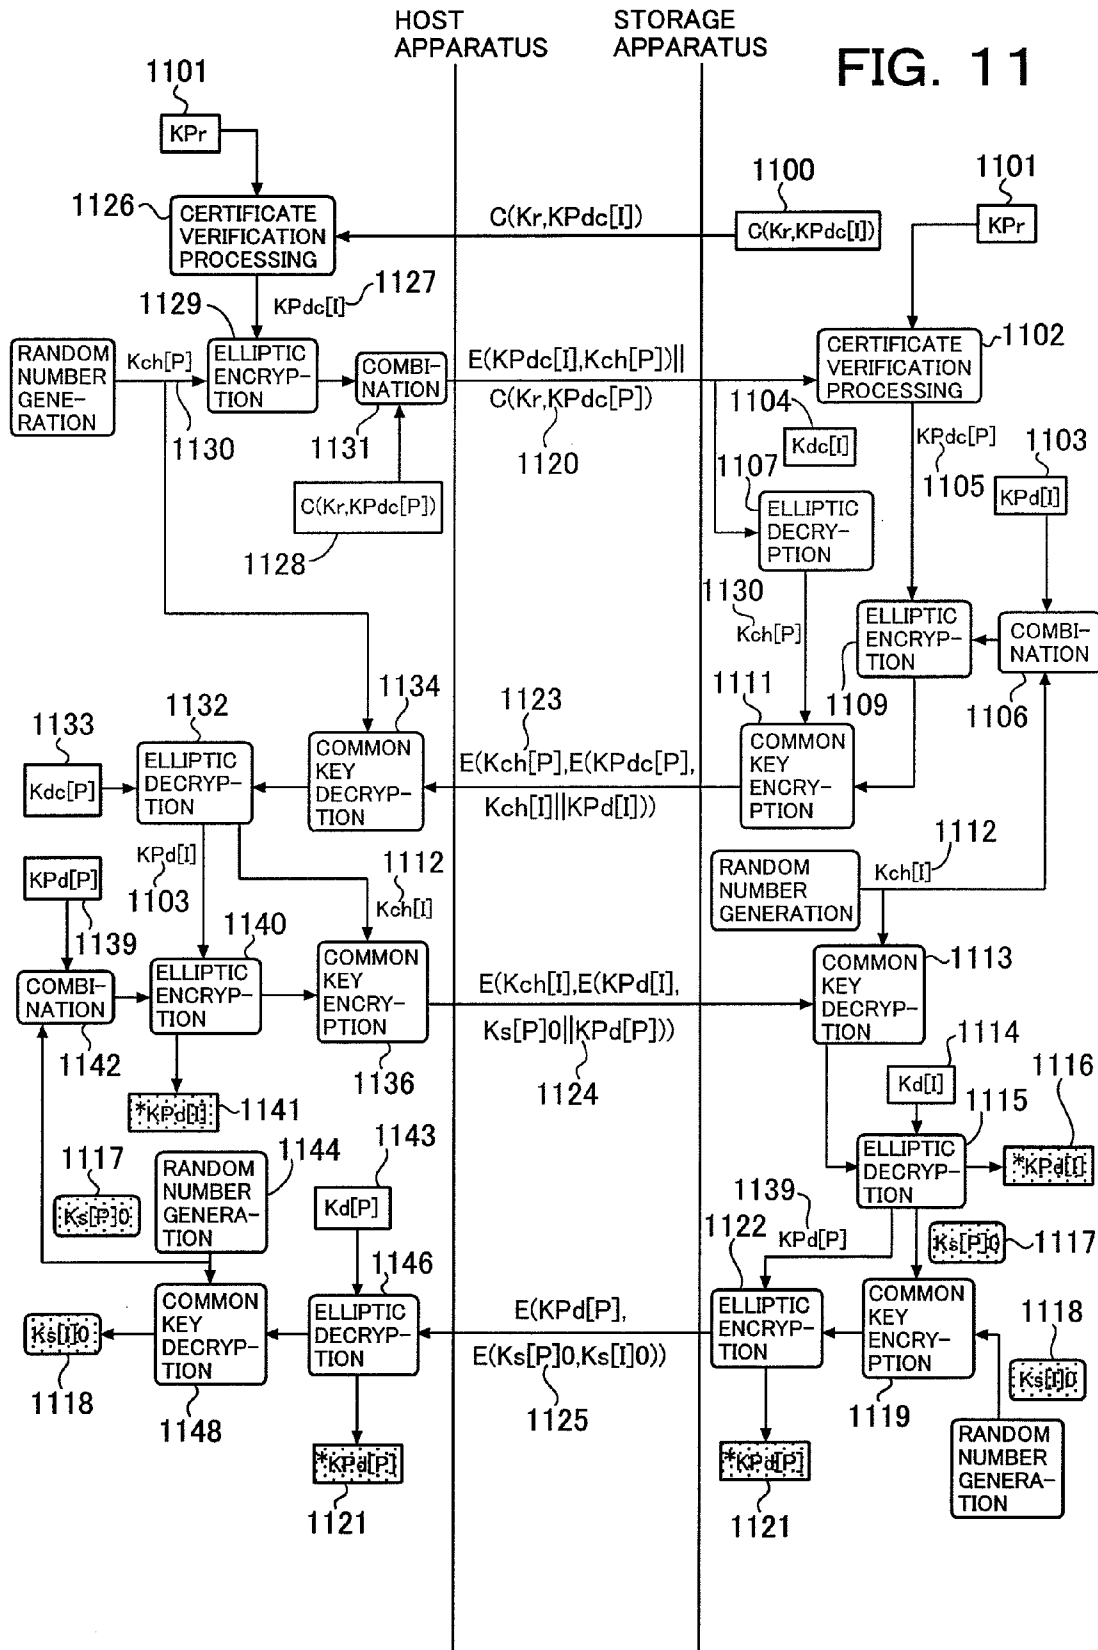 HOST
APPARATUS
STORAGE
APPARATUS
FIG. 11
1101
KPr
1126
CERTIFICATE
VERIFICATION
PROCESSING
C(Kr,KPdc[I])
1100
C(Kr,KPdc[I])
1101
KPr
KPdc[I]
1127
1129
RANDOM
NUMBER
GENE-
RATION
Kch[P]
1130
ELLIPTIC
ENCRYP-
TION
COMBI-
NATION
1131
E(KPdc[I],Kch[P])||
C(Kr,KPdc[P])
1120
CERTIFICATE
VERIFICATION
PROCESSING
1102
1104
Kdc[I]
KPdc[P]
1105
1103
KPd[I]
C(Kr,KPdc[P])
1128
1107
ELLIPTIC
DECRY-
PTION
1130
Kch[P]
ELLIPTIC
ENCRYP-
TION
1109
COMBI-
NATION
1106
1133
Kdc[P]
1132
ELLIPTIC
DECRYP-
TION
1134
COMMON
KEY
DECRYP-
TION
1123
E(Kch[P],E(KPdc[P],
Kch[I]||KPd[I]))
1111
COMMON
KEY
ENCRY-
PTION
KPd[P]
1139
KPd[I]
1103
1112
Kch[I]
RANDOM
NUMBER
GENERATION
Kch[I]
1112
1140
COMBI-
NATION
1142
ELLIPTIC
ENCRYP-
TION
COMMON
KEY
ENCRY-
PTION
1136
E(Kch[I],E(KPd[I],
Ks[P]0||KPd[P]))
1124
COMMON
KEY
DECRYP-
TION
1113
*KPd[I]
1141
1114
Kd[I]
1115
1116
ELLIPTIC
DECRYP-
TION
*KPd[I]
1117
Ks[P]0
RANDOM
NUMBER
GENERA-
TION
1144
1143
Kd[P]
1139
KPd[P]
Ks[P]0
1117
1122
Ks[I]0
1118
COMMON
KEY
DECRYP-
TION
1148
1146
ELLIPTIC
DECRYP-
TION
E(KPd[P],
E(Ks[P]0,Ks[I]0))
1125
ELLIPTIC
ENCRYP-
TION
COMMON
KEY
ENCRY-
PTION
1119
1118
Ks[I]0
*KPd[P]
1121
*KPd[P]
1121
RANDOM
NUMBER
GENERA-
TION